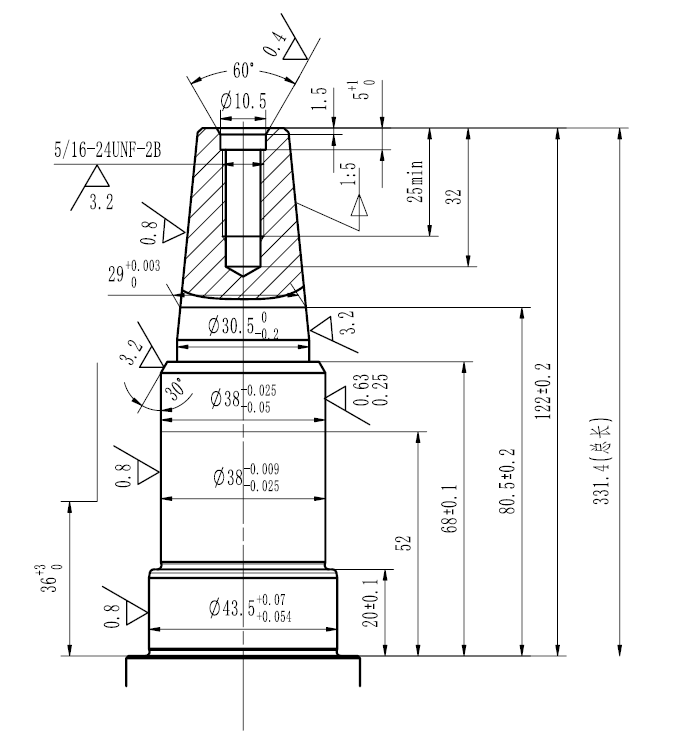 0.4
60°
Ø10.5
1.5
5 +1 0
5/16-24UNF-2B
3.2
1:5
25min
32
0.8
29 +0.003 0
Ø30.5 0 -0.2
3.2
3.2
30°
Ø38 -0.025 -0.05
0.63
0.25
122±0.2
331.4(总长)
0.8
Ø38 -0.009 -0.025
52
68±0.1
80.5±0.2
36 +3 0
0.8
Ø43.5 +0.07 +0.054
20±0.1